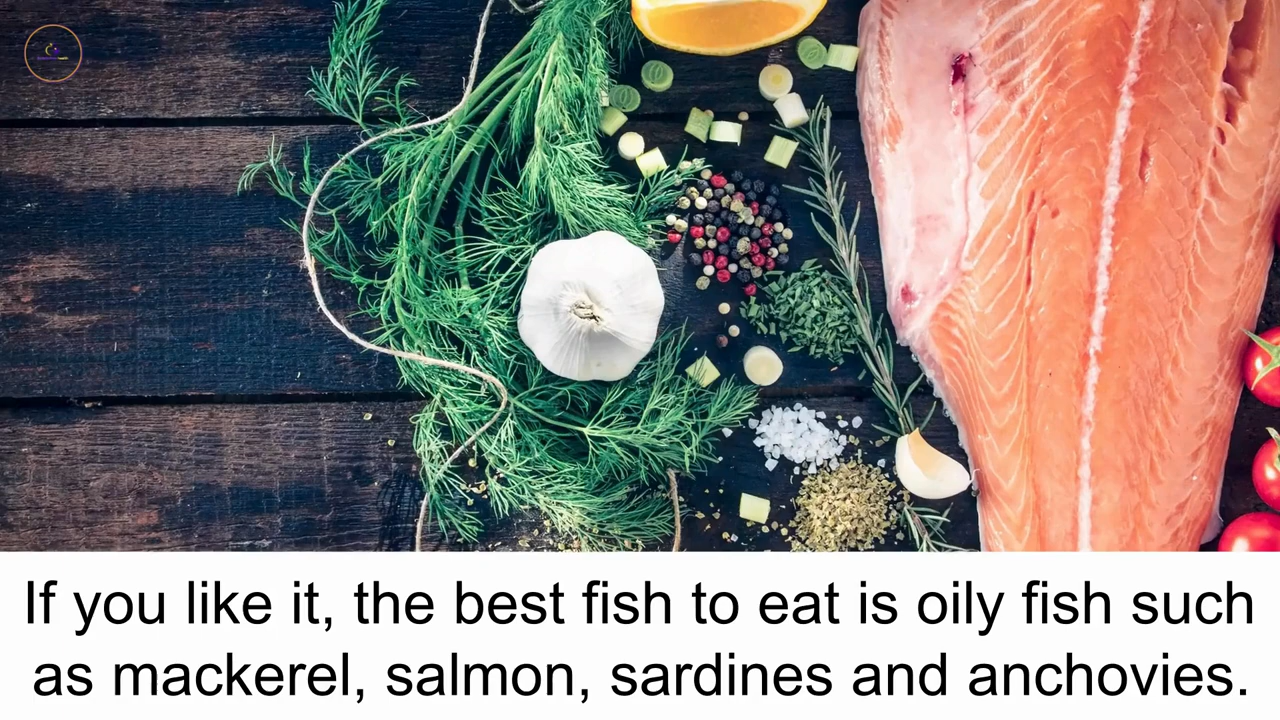 If you like it, the best fish to eat is oily fish such
as mackerel, salmon, sardines and anchovies.